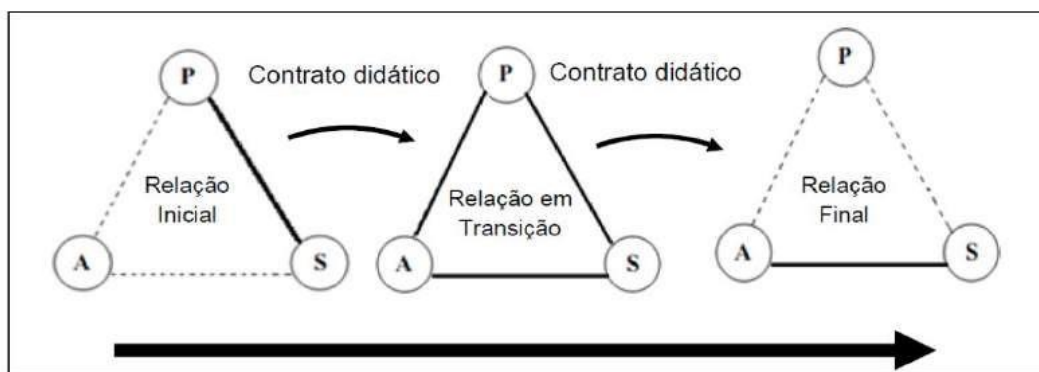 P
Contrato didático
P
Contrato didático
P
Relação
Inicial
Relação em
Transição
Relação
Final
A
S
A
S
A
S